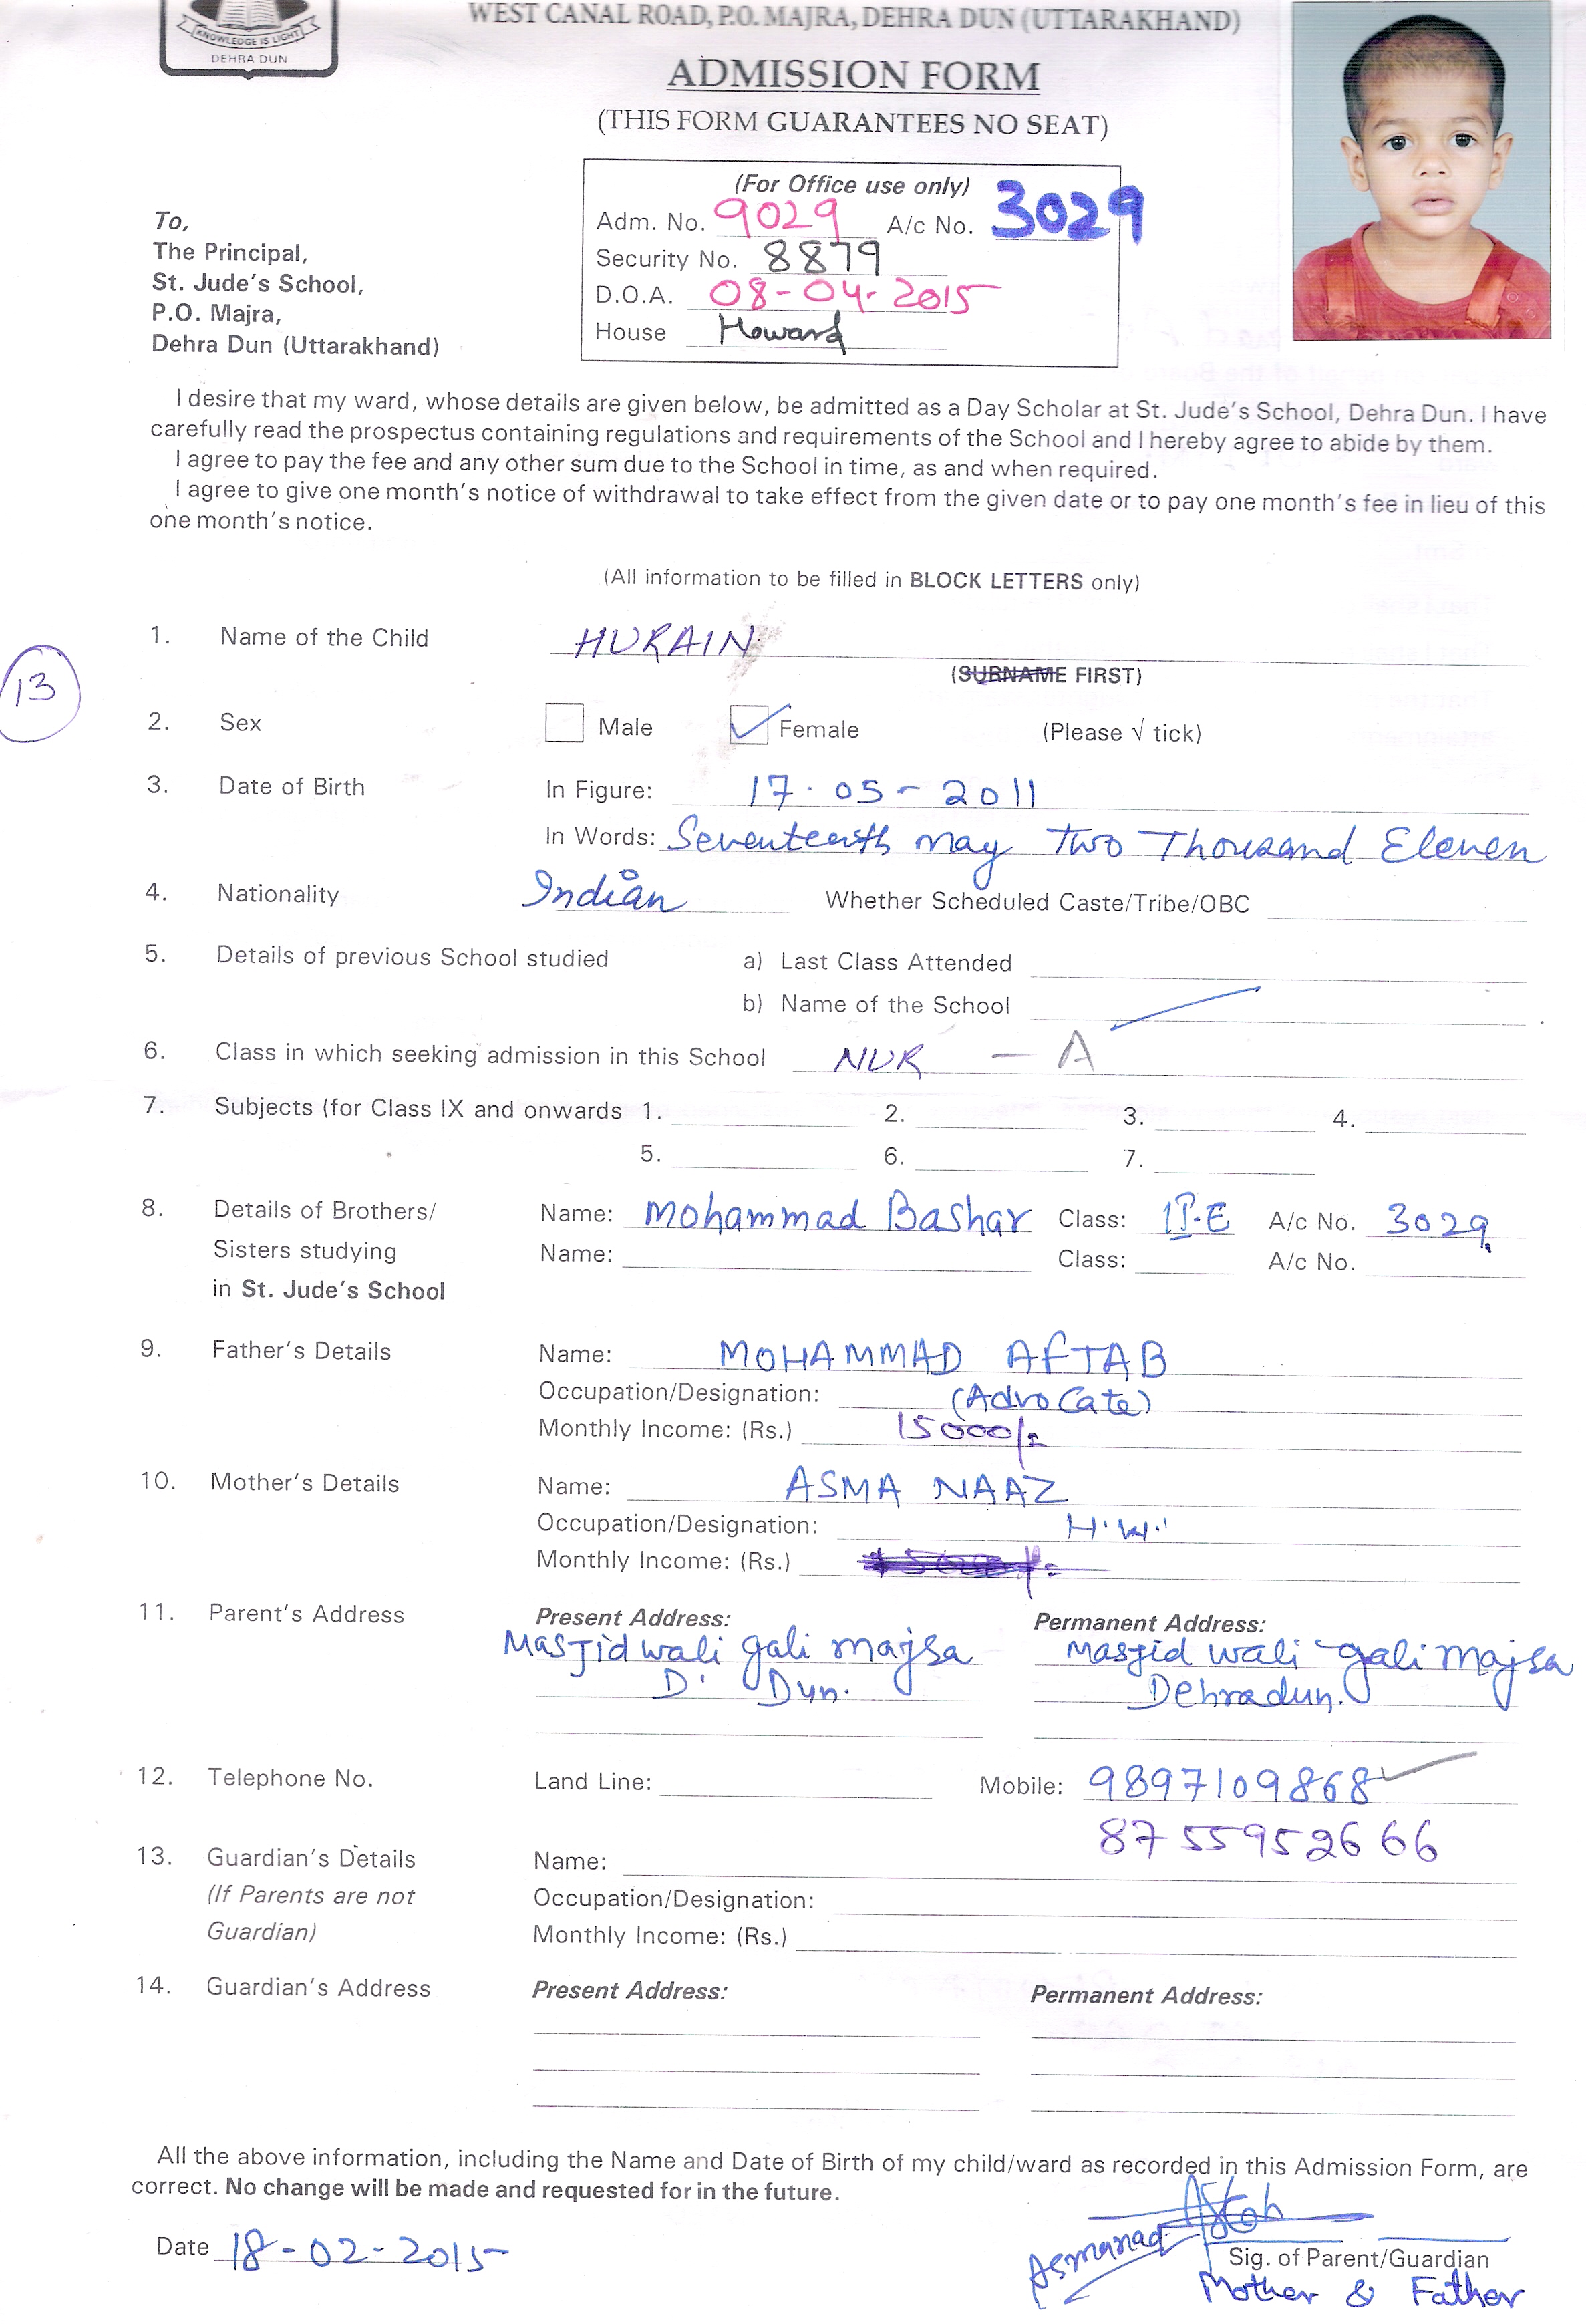 WEST CANAL ROAD, P.O. MAJRA, DEHRA DUN (UTTARAKHAND)
KNOWLEDGE IS LIGHT
DEHRA DUN
ADMISSION FORM
(THIS FORM GUARANTEES NO SEAT)
(For Office use only)
Adm. No. 9029 A/c No. 3029
Security No. 8879
D.O.A. 08-04-2015
House Howard
To,
The Principal,
St. Jude's School,
P.O. Majra,
Dehra Dun (Uttarakhand)
I desire that my ward, whose details are given below, be admitted as a Day Scholar at St. Jude's School, Dehra Dun. I have
carefully read the prospectus containing regulations and requirements of the School and I hereby agree to abide by them.
I agree to pay the fee and any other sum due to the School in time, as and when required.
I agree to give one month's notice of withdrawal to take effect from the given date or to pay one month's fee in lieu of this
one month's notice.
(All information to be filled in BLOCK LETTERS only)
1. Name of the Child HURAIN
(SURNAME FIRST)
13
2. Sex Male Female (Please √ tick)
3. Date of Birth In Figure: 17-05-2011
In Words: Seventeenth may Two Thousand Eleven
4. Nationality Indian Whether Scheduled Caste/Tribe/OBC
5. Details of previous School studied a) Last Class Attended
b) Name of the School
6. Class in which seeking admission in this School NUR - A
7. Subjects (for Class IX and onwards 1. 2. 3. 4.
5. 6. 7.
8. Details of Brothers/ Name: Mohammad Bashar Class: II-E A/c No. 3029
Sisters studying Name: Class: A/c No.
in St. Jude's School
9. Father's Details Name: MOHAMMAD AFTAB
Occupation/Designation: (Advocate)
Monthly Income: (Rs.) 15000/-
10. Mother's Details Name: ASMA NAAZ
Occupation/Designation: H.W.
Monthly Income: (Rs.)
11. Parent's Address Present Address: Permanent Address:
Masjid wali gali majra Masjid wali gali majra
D. Dun. Dehradun.
12. Telephone No. Land Line: Mobile: 9897109868
8755952666
13. Guardian's Details Name:
(If Parents are not Occupation/Designation:
Guardian) Monthly Income: (Rs.)
14. Guardian's Address Present Address: Permanent Address:
All the above information, including the Name and Date of Birth of my child/ward as recorded in this Admission Form, are
correct. No change will be made and requested for in the future.
Date 18-02-2015
Sig. of Parent/Guardian
Mother & Father